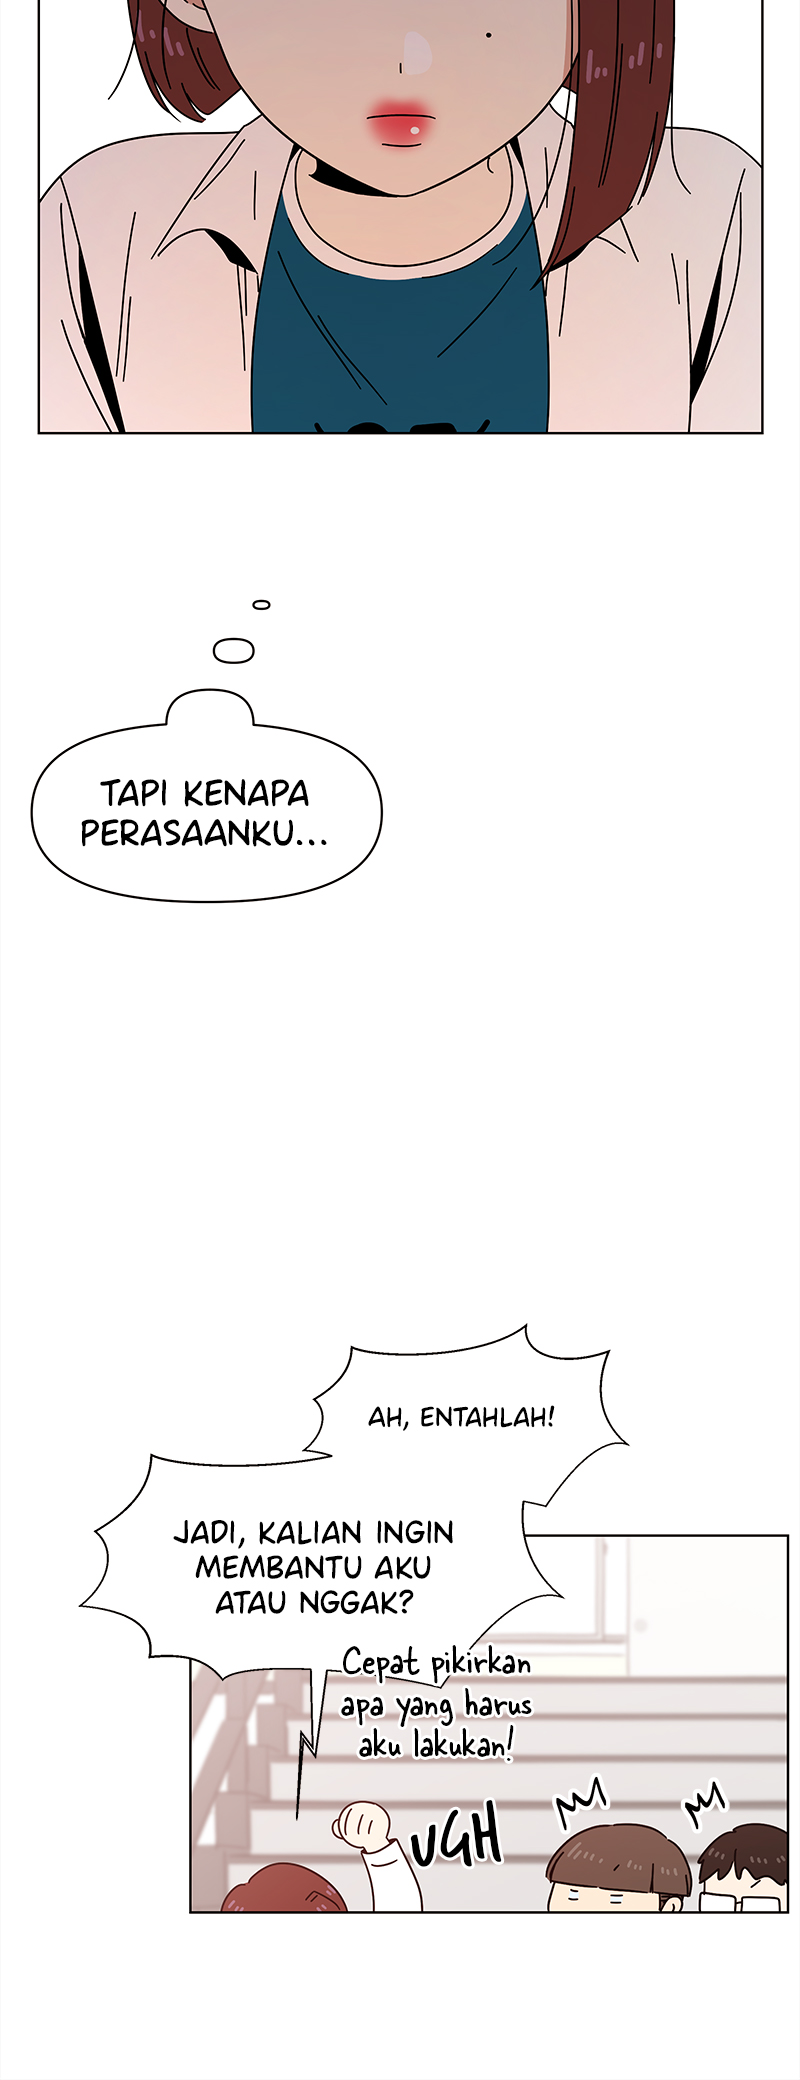 TAPI KENAPA
PERASAANKU...
AH, ENTAHLAH!
JADI, KALIAN INGIN
MEMBANTU AKU
ATAU NGGAK?
Cepat pikirkan
apa yang harus
aku lakukan!
UGH